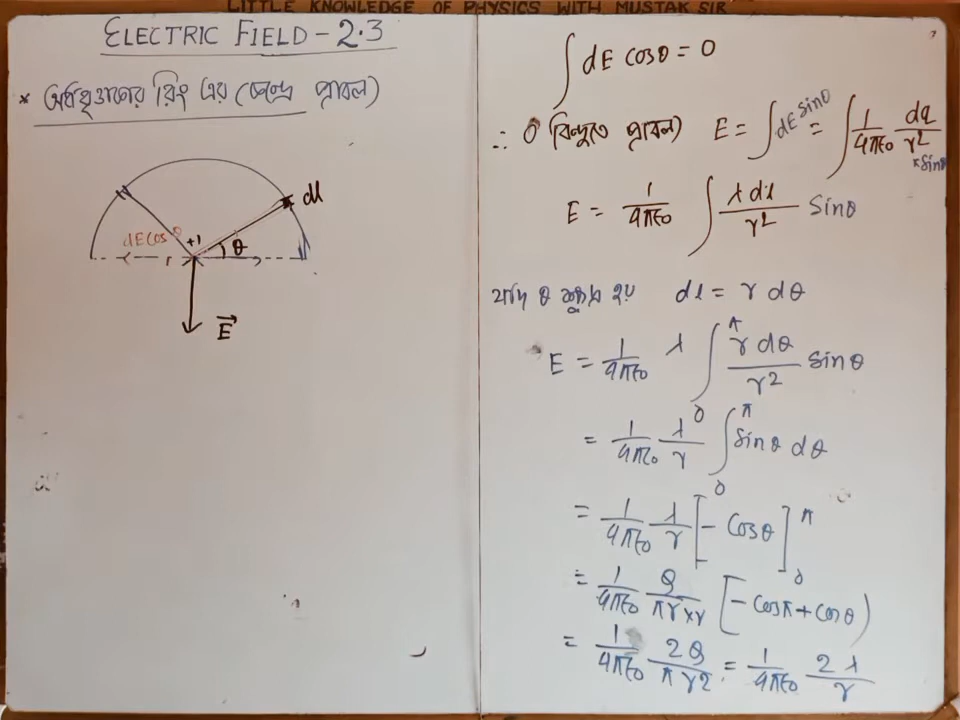 LITTLE KNOWLEDGE OF PHYSICS WITH MUSTAK SIR
ELECTRIC FIELD - 2.3
* অর্ধবৃত্তাকার রিং এর কেন্দ্রে প্রাবল্য
dl
dE cos θ +1 θ
r
E⃗
∫ dE cos θ = 0
∴ O বিন্দুতে প্রাবল্য E = ∫ dE sin θ = ∫ 1/4πε₀ dq/r² × sin θ
E = 1/4πε₀ ∫ λ dl/r² Sin θ
যদি θ ক্ষুদ্র হয় dl = r dθ
E = 1/4πε₀ λ ∫₀^π r dθ/r² sin θ
= 1/4πε₀ λ/r ∫₀^π sin θ dθ
= 1/4πε₀ λ/r [- cos θ]₀^π
= 1/4πε₀ Q/πr×r [- cos π + cos θ)
= 1/4πε₀ 2Q/πr2 = 1/4πε₀ 2λ/r